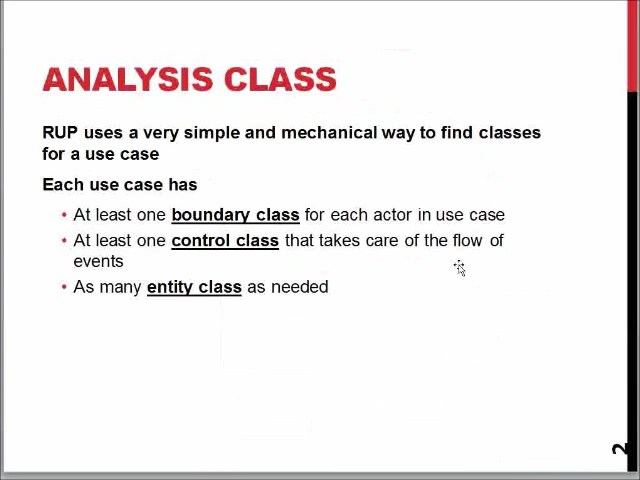 ANALYSIS CLASS
RUP uses a very simple and mechanical way to find classes
for a use case
Each use case has
• At least one boundary class for each actor in use case
• At least one control class that takes care of the flow of
events
• As many entity class as needed
2